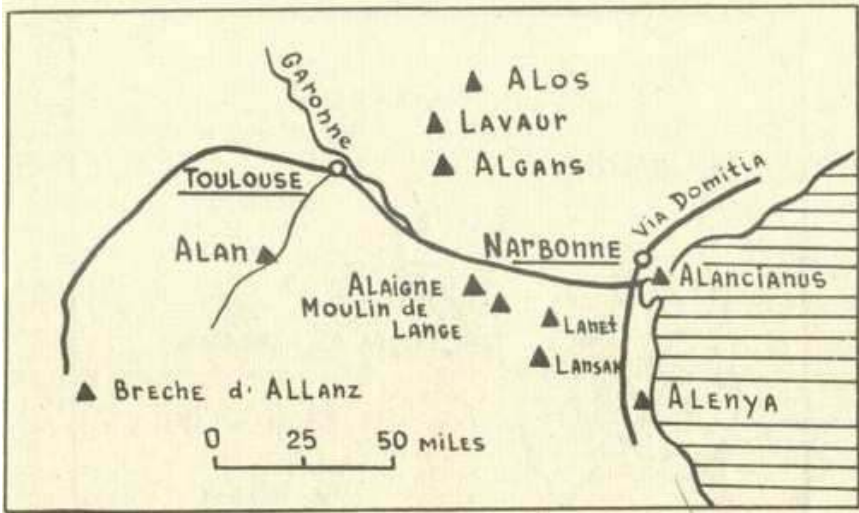 GARONNE
ALOS
LAVAUR
ALGANS
TOULOUSE
VIA DOMITIA
NARBONNE
ALAN
ALANCIANUS
ALAIGNE
MOULIN DE
LANGE
LANET
LANSAN
BRECHE d' ALLANZ
ALENYA
0 25 50 MILES